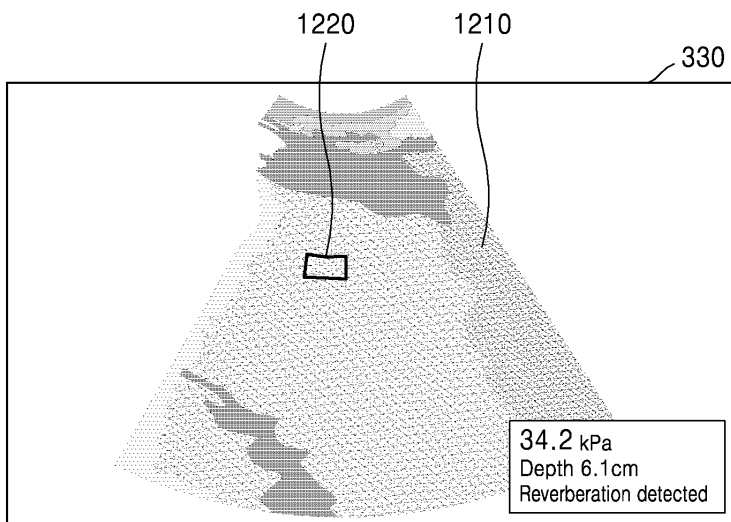 1220
1210
330
34.2 kPa
Depth 6.1cm
Reverberation detected